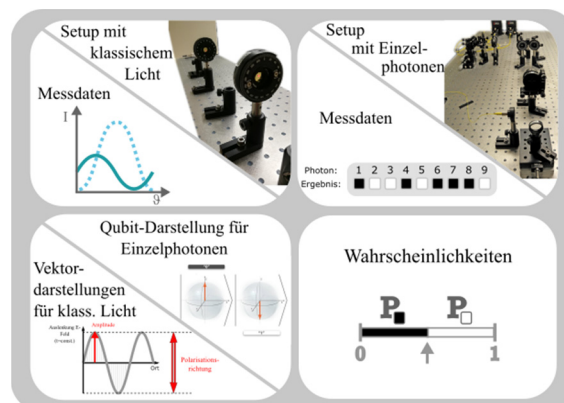 Setup mit
klassischem
Licht
Messdaten
I
ϑ
Setup
mit Einzel-
photonen
Messdaten
Photon: 1 2 3 4 5 6 7 8 9
Ergebnis:
Qubit-Darstellung für
Einzelphotonen
Vektor-
darstellungen
für klass. Licht
Auslenkung E-
Feld
Amplitude
Ort
Polarisations-
richtung
Wahrscheinlichkeiten
P P
0 1